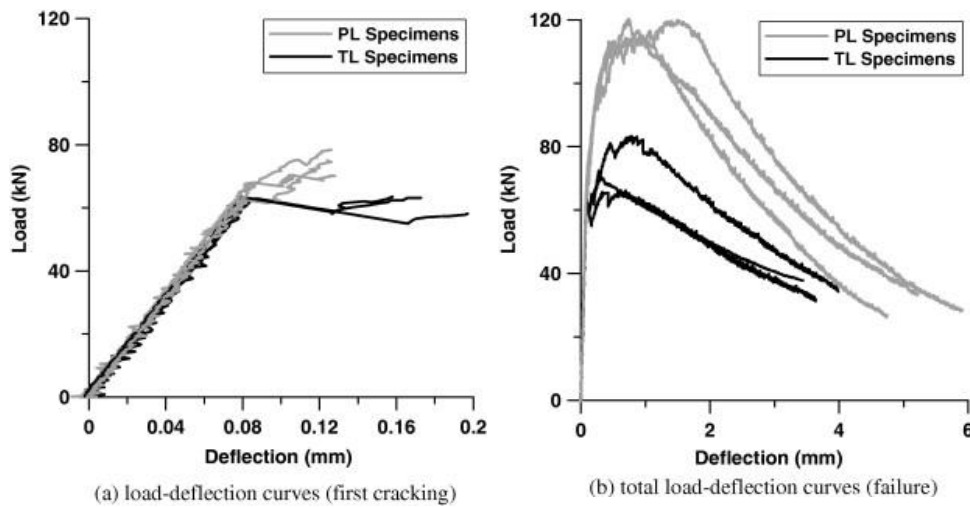 120
PL Specimens
TL Specimens
80
Load (kN)
40
0
0
0.04
0.08
0.12
0.16
0.2
Deflection (mm)
(a) load-deflection curves (first cracking)
120
PL Specimens
TL Specimens
80
Load (kN)
40
0
0
2
4
6
Deflection (mm)
(b) total load-deflection curves (failure)